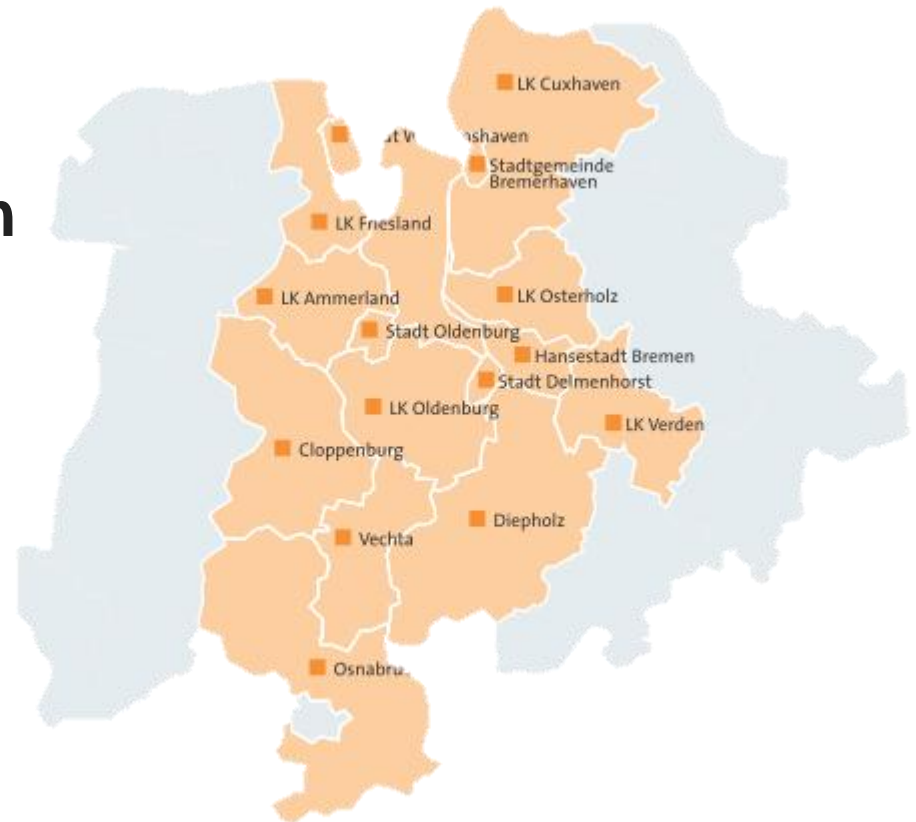 LK Cuxhaven
Stadtgemeinde
Bremerhaven
n
LK Friesland
LK Ammerland
LK Osterholz
Stadt Oldenburg
Hansestadt Bremen
Stadt Delmenhorst
LK Oldenburg
LK Verden
Cloppenburg
Diepholz
Vechta